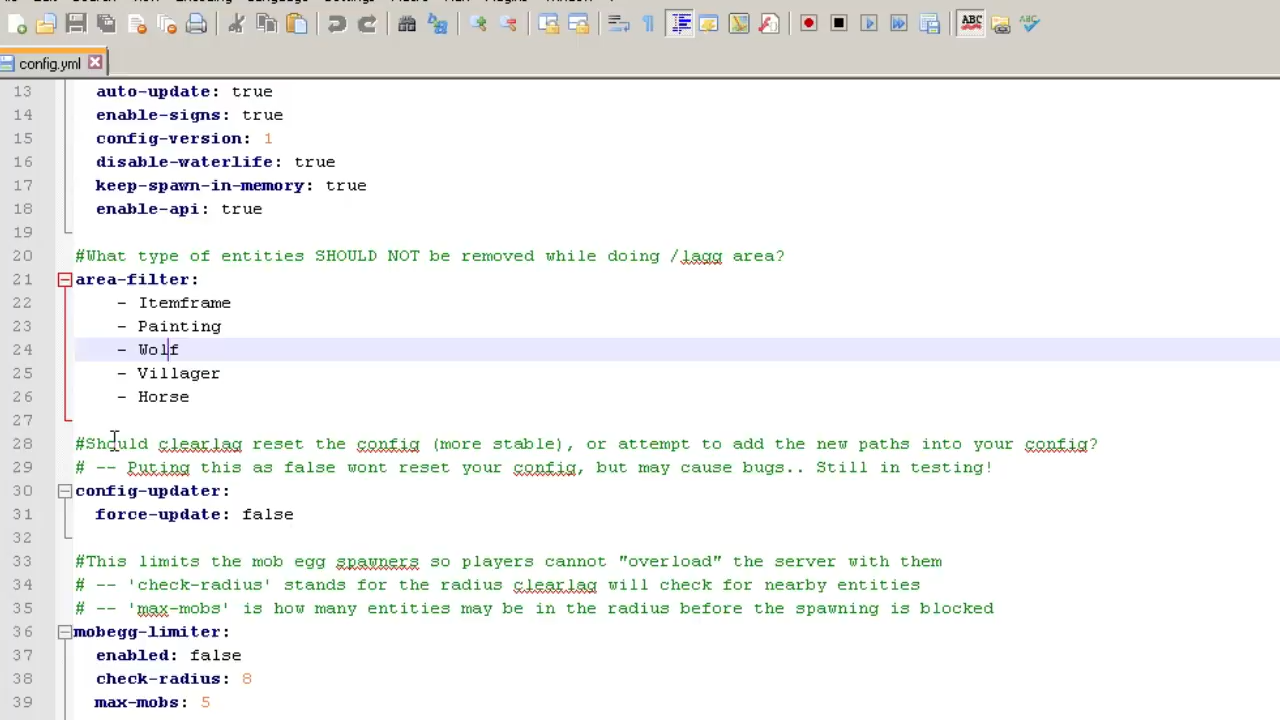 config.yml
13 auto-update: true
14 enable-signs: true
15 config-version: 1
16 disable-waterlife: true
17 keep-spawn-in-memory: true
18 enable-api: true
19
20 #What type of entities SHOULD NOT be removed while doing /lagg area?
21 area-filter:
22 - Itemframe
23 - Painting
24 - Wolf
25 - Villager
26 - Horse
27
28 #Should clearlag reset the config (more stable), or attempt to add the new paths into your config?
29 # -- Puting this as false wont reset your config, but may cause bugs.. Still in testing!
30 config-updater:
31 force-update: false
32
33 #This limits the mob egg spawners so players cannot "overload" the server with them
34 # -- 'check-radius' stands for the radius clearlag will check for nearby entities
35 # -- 'max-mobs' is how many entities may be in the radius before the spawning is blocked
36 mobegg-limiter:
37 enabled: false
38 check-radius: 8
39 max-mobs: 5